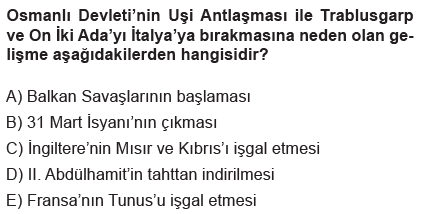 Osmanlı Devleti’nin Uşi Antlaşması ile Trablusgarp
ve On İki Ada’yı İtalya’ya bırakmasına neden olan ge-
lişme aşağıdakilerden hangisidir?
A) Balkan Savaşlarının başlaması
B) 31 Mart İsyanı’nın çıkması
C) İngiltere’nin Mısır ve Kıbrıs’ı işgal etmesi
D) II. Abdülhamit’in tahttan indirilmesi
E) Fransa’nın Tunus’u işgal etmesi